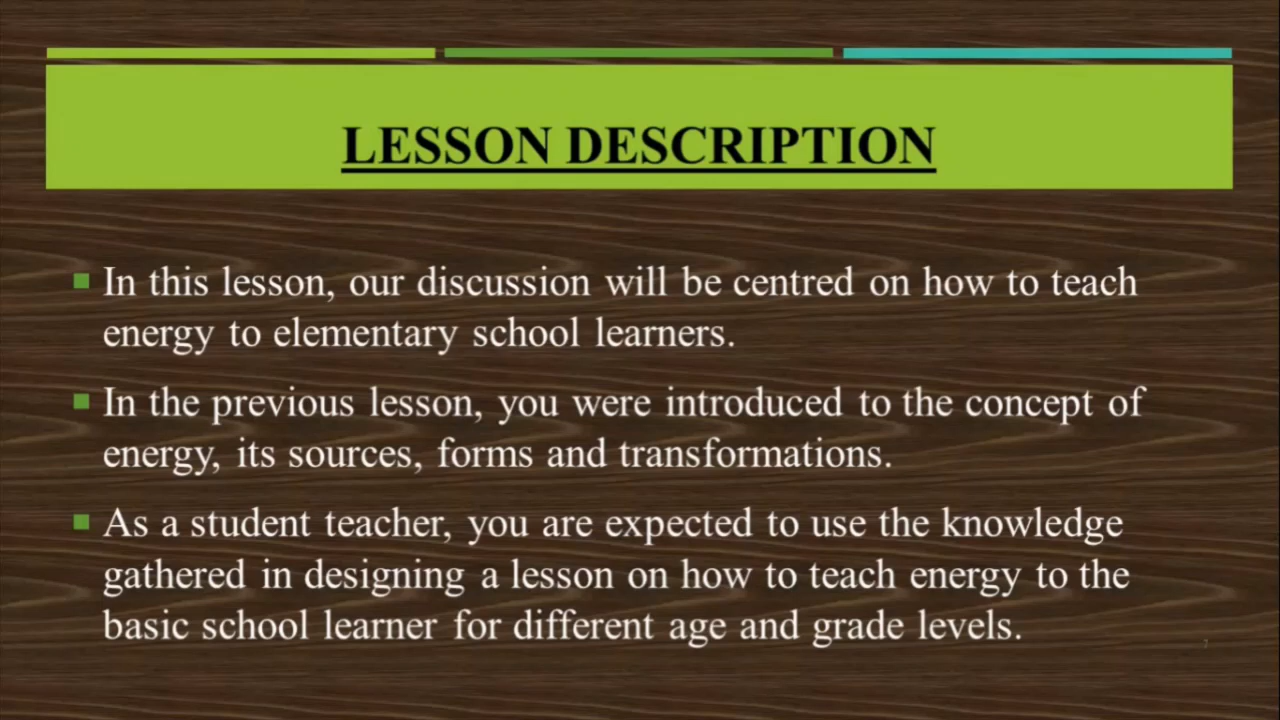 LESSON DESCRIPTION
In this lesson, our discussion will be centred on how to teach
energy to elementary school learners.
In the previous lesson, you were introduced to the concept of
energy, its sources, forms and transformations.
As a student teacher, you are expected to use the knowledge
gathered in designing a lesson on how to teach energy to the
basic school learner for different age and grade levels.
7